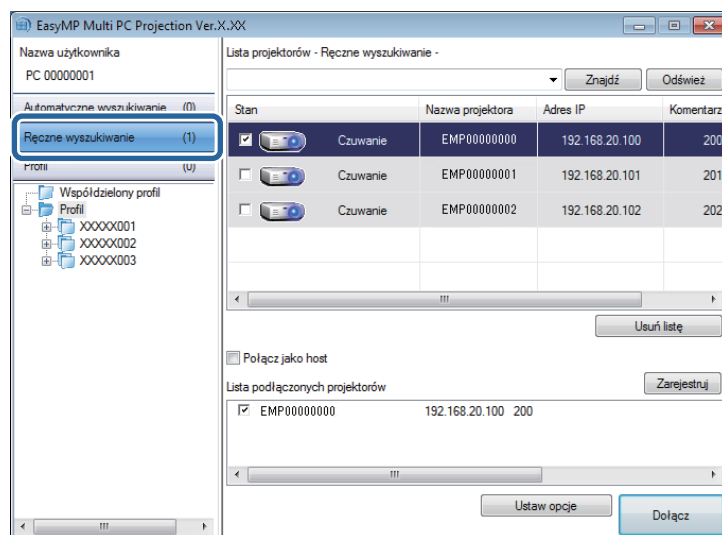 EasyMP Multi PC Projection Ver.X.XX
Nazwa użytkownika
PC 00000001
Automatyczne wyszukiwanie (0)
Ręczne wyszukiwanie (1)
Profil (0)
Współdzielony profil
Profil
XXXXX001
XXXXX002
XXXXX003
Lista projektorów - Ręczne wyszukiwanie -
Znajdź Odśwież
Stan Nazwa projektora Adres IP Komentarz
Czuwanie EMP00000000 192.168.20.100 200
Czuwanie EMP00000001 192.168.20.101 201
Czuwanie EMP00000002 192.168.20.102 202
Usuń listę
Połącz jako host
Lista podłączonych projektorów Zarejestruj
EMP00000000 192.168.20.100 200
Ustaw opcje Dołącz